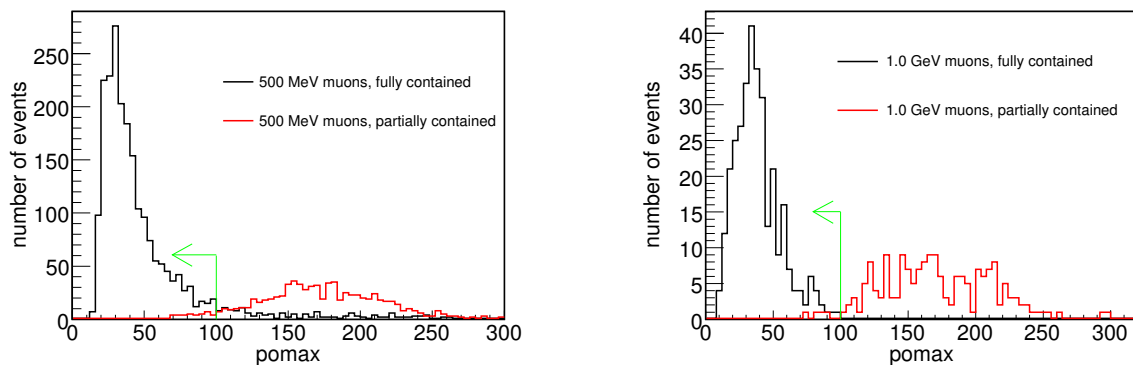 number of events
250
200
150
100
50
0
500 MeV muons, fully contained
500 MeV muons, partially contained
0 50 100 150 200 250 300
pomax
number of events
40
35
30
25
20
15
10
5
0
1.0 GeV muons, fully contained
1.0 GeV muons, partially contained
0 50 100 150 200 250 300
pomax